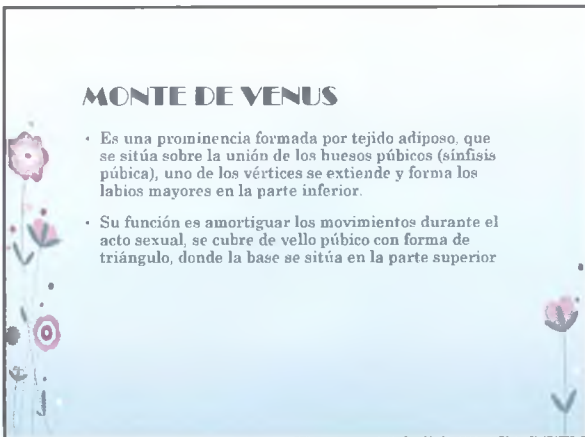 MONTE DE VENUS
• Es una prominencia formada por tejido adiposo, que
se sitúa sobre la unión de los huesos púbicos (sínfisis
púbica), uno de los vértices se extiende y forma los
labios mayores en la parte inferior.
• Su función es amortiguar los movimientos durante el
acto sexual, se cubre de vello púbico con forma de
triángulo, donde la base se sitúa en la parte superior